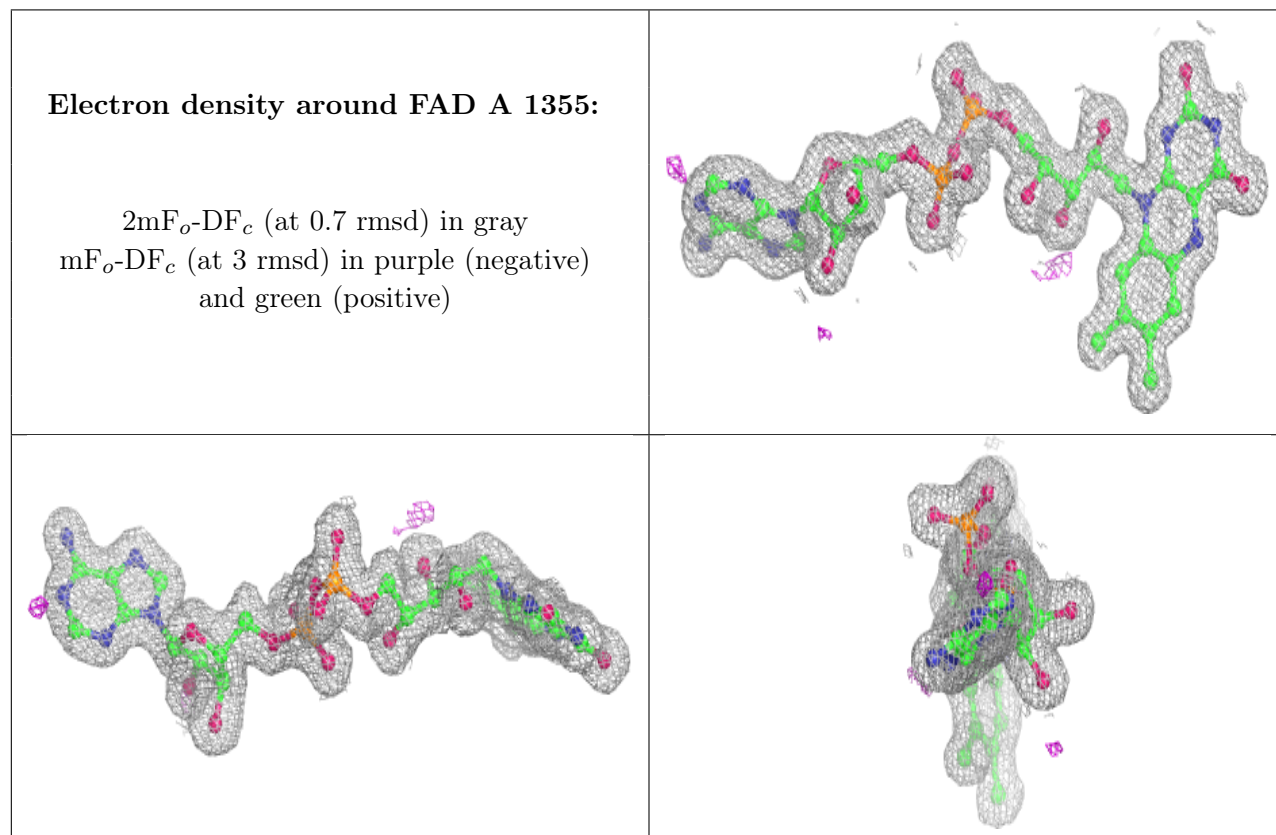 Electron density around FAD A 1355:
2mFo-DFc (at 0.7 rmsd) in gray
mFo-DFc (at 3 rmsd) in purple (negative)
and green (positive)